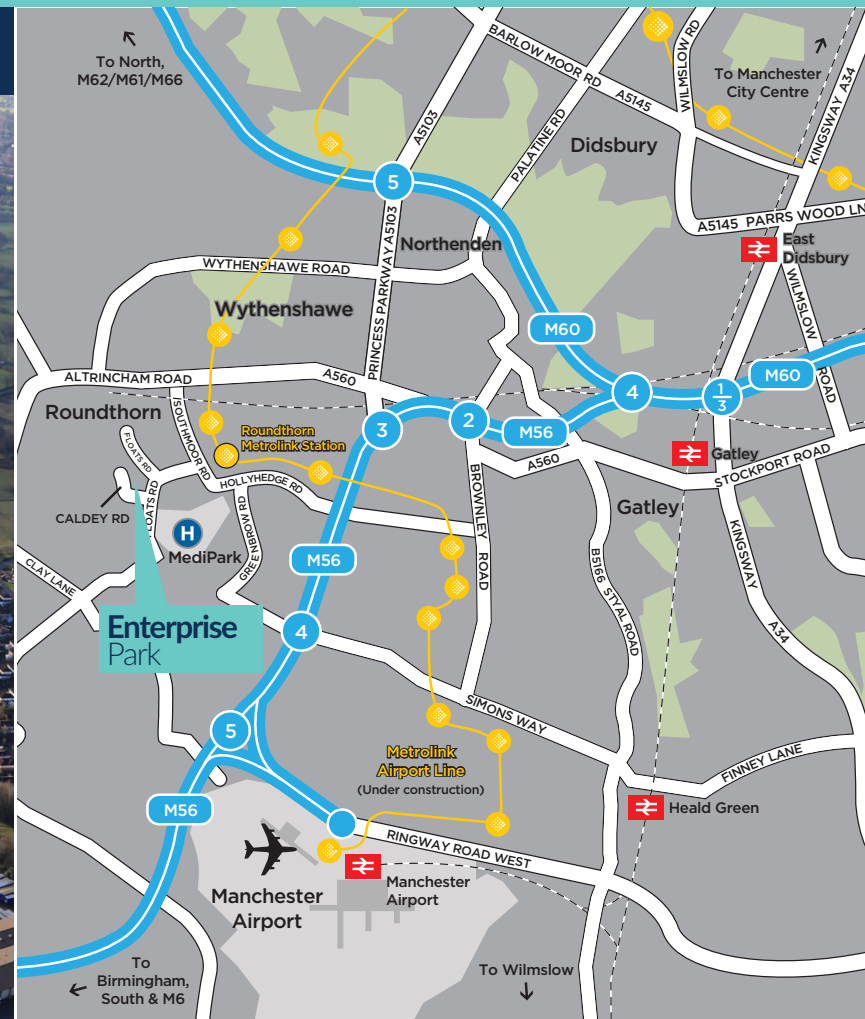 To North,
M62/M61/M66
BARLOW MOOR RD
A5145
WILMSLOW RD
To Manchester
City Centre
KINGSWAY A34
A5103
PALATINE RD
Didsbury
5
A5145 PARRS WOOD LN
East
Didsbury
Northenden
PRINCESS PARKWAY A5103
WYTHENSHAWE ROAD
Wythenshawe
WILMSLOW ROAD
M60
M60
ALTRINCHAM ROAD
A560
4
1
3
Roundthorn
3
2
M56
Roundthorn
Metrolink Station
SOUTHMOOR RD
FLOATS RD
FLOATS RD
HOLLYHEDGE RD
A560
Gatley
STOCKPORT ROAD
CALDEY RD
H
MediPark
GREENBROW RD
BROWNLEY ROAD
Gatley
KINGSWAY
A34
M56
B5166 STYAL ROAD
CLAY LANE
Enterprise
Park
4
SIMONS WAY
5
Metrolink
Airport Line
(Under construction)
FINNEY LANE
M56
Heald Green
RINGWAY ROAD WEST
Manchester
Airport
Manchester
Airport
To
Birmingham,
South & M6
To Wilmslow